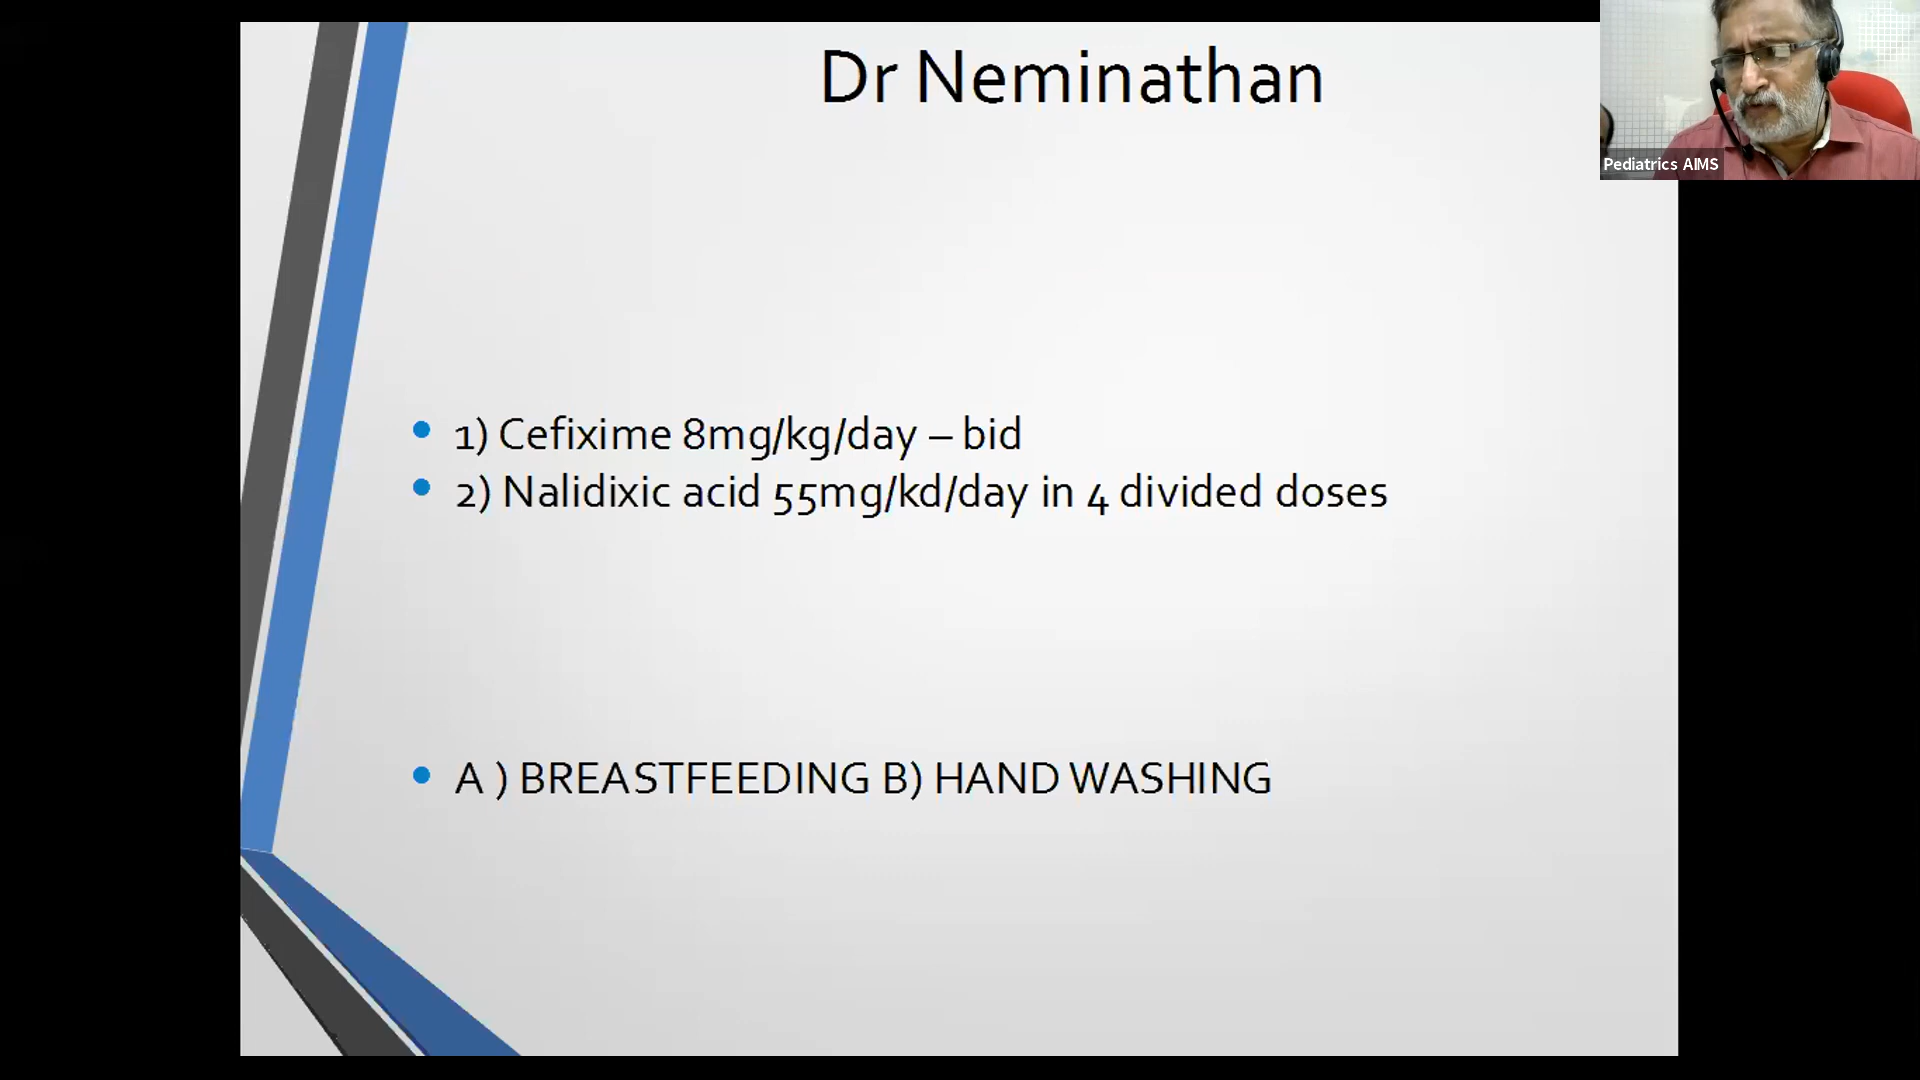 Dr Neminathan
Pediatrics AIMS
1) Cefixime 8mg/kg/day – bid
2) Nalidixic acid 55mg/kd/day in 4 divided doses
A ) BREASTFEEDING B) HAND WASHING